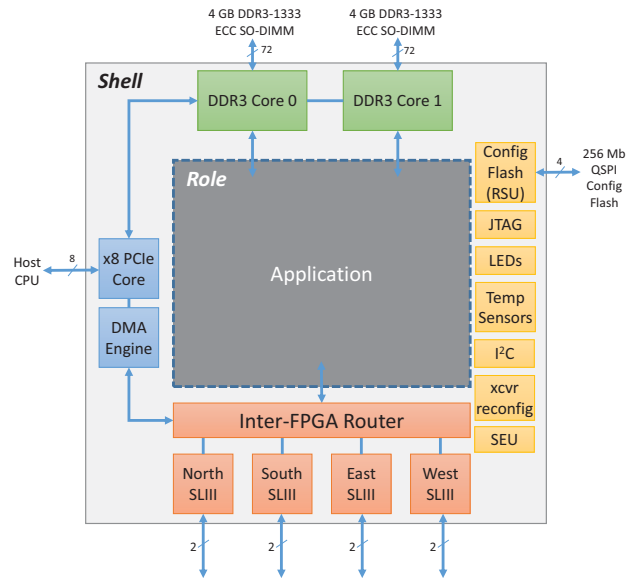 4 GB DDR3-1333
ECC SO-DIMM
4 GB DDR3-1333
ECC SO-DIMM
72
72
Shell
DDR3 Core 0
DDR3 Core 1
Role
Application
Config
Flash
(RSU)
4
256 Mb
QSPI
Config
Flash
JTAG
LEDs
Temp
Sensors
I²C
xcvr
reconfig
SEU
Host
CPU
8
x8 PCIe
Core
DMA
Engine
Inter-FPGA Router
North
SLIII
South
SLIII
East
SLIII
West
SLIII
2
2
2
2